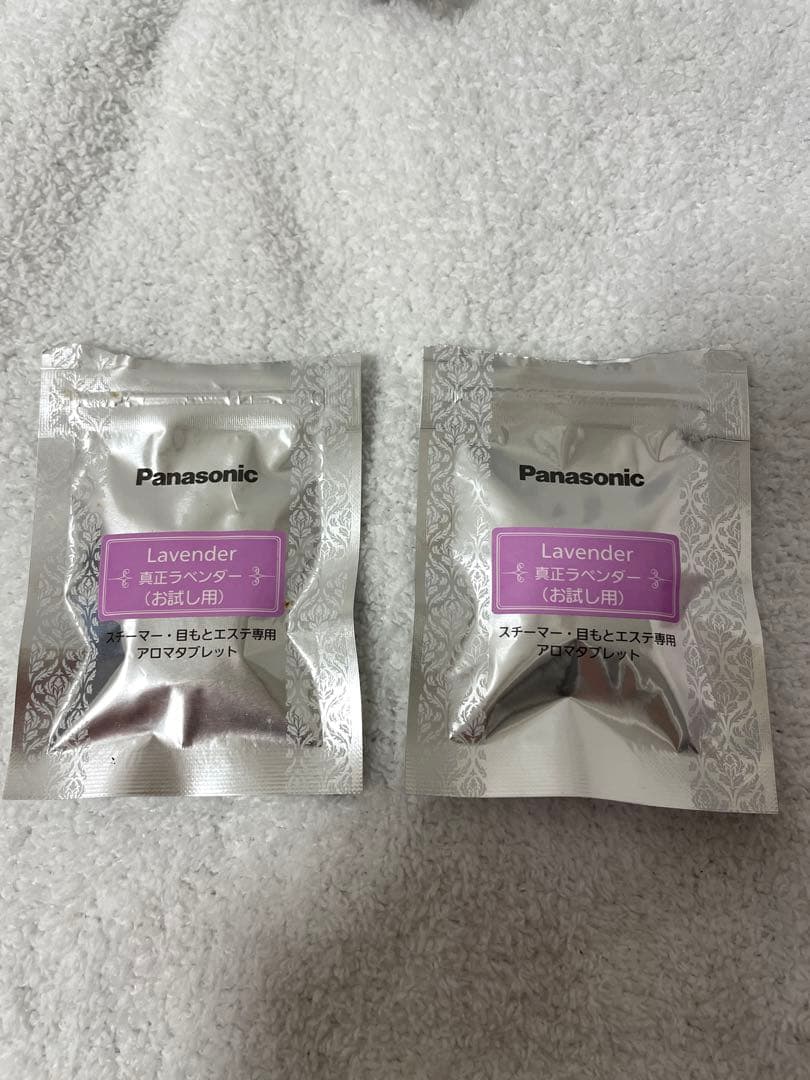 Panasonic
Lavender
真正ラベンダー
(お試し用)
スチーマー・目もとエステ専用
アロマタブレット
Panasonic
Lavender
真正ラベンダー
(お試し用)
スチーマー・目もとエステ専用
アロマタブレット